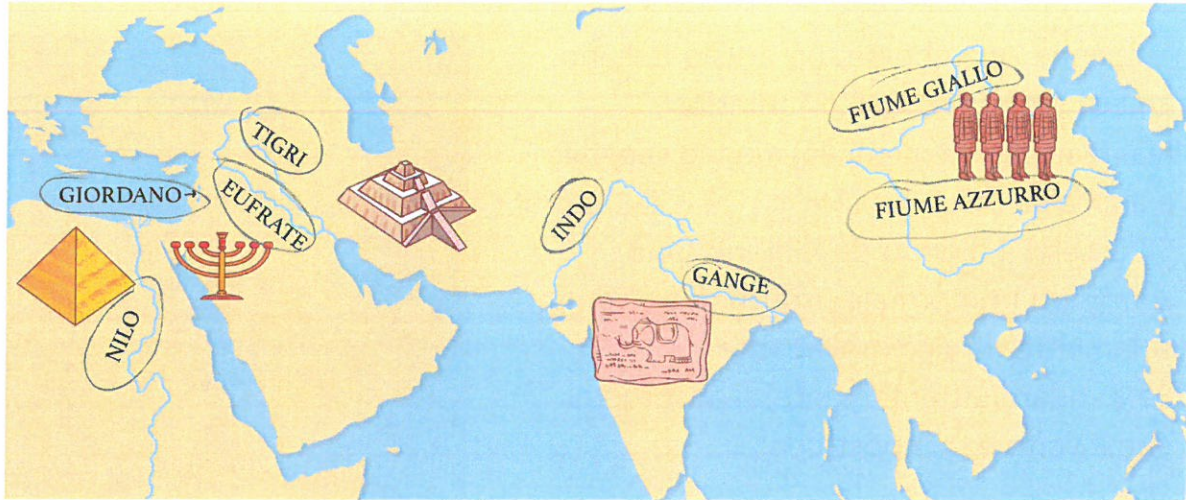 TIGRI
GIORDANO
EUFRATE
NILO
INDO
GANGE
FIUME GIALLO
FIUME AZZURRO